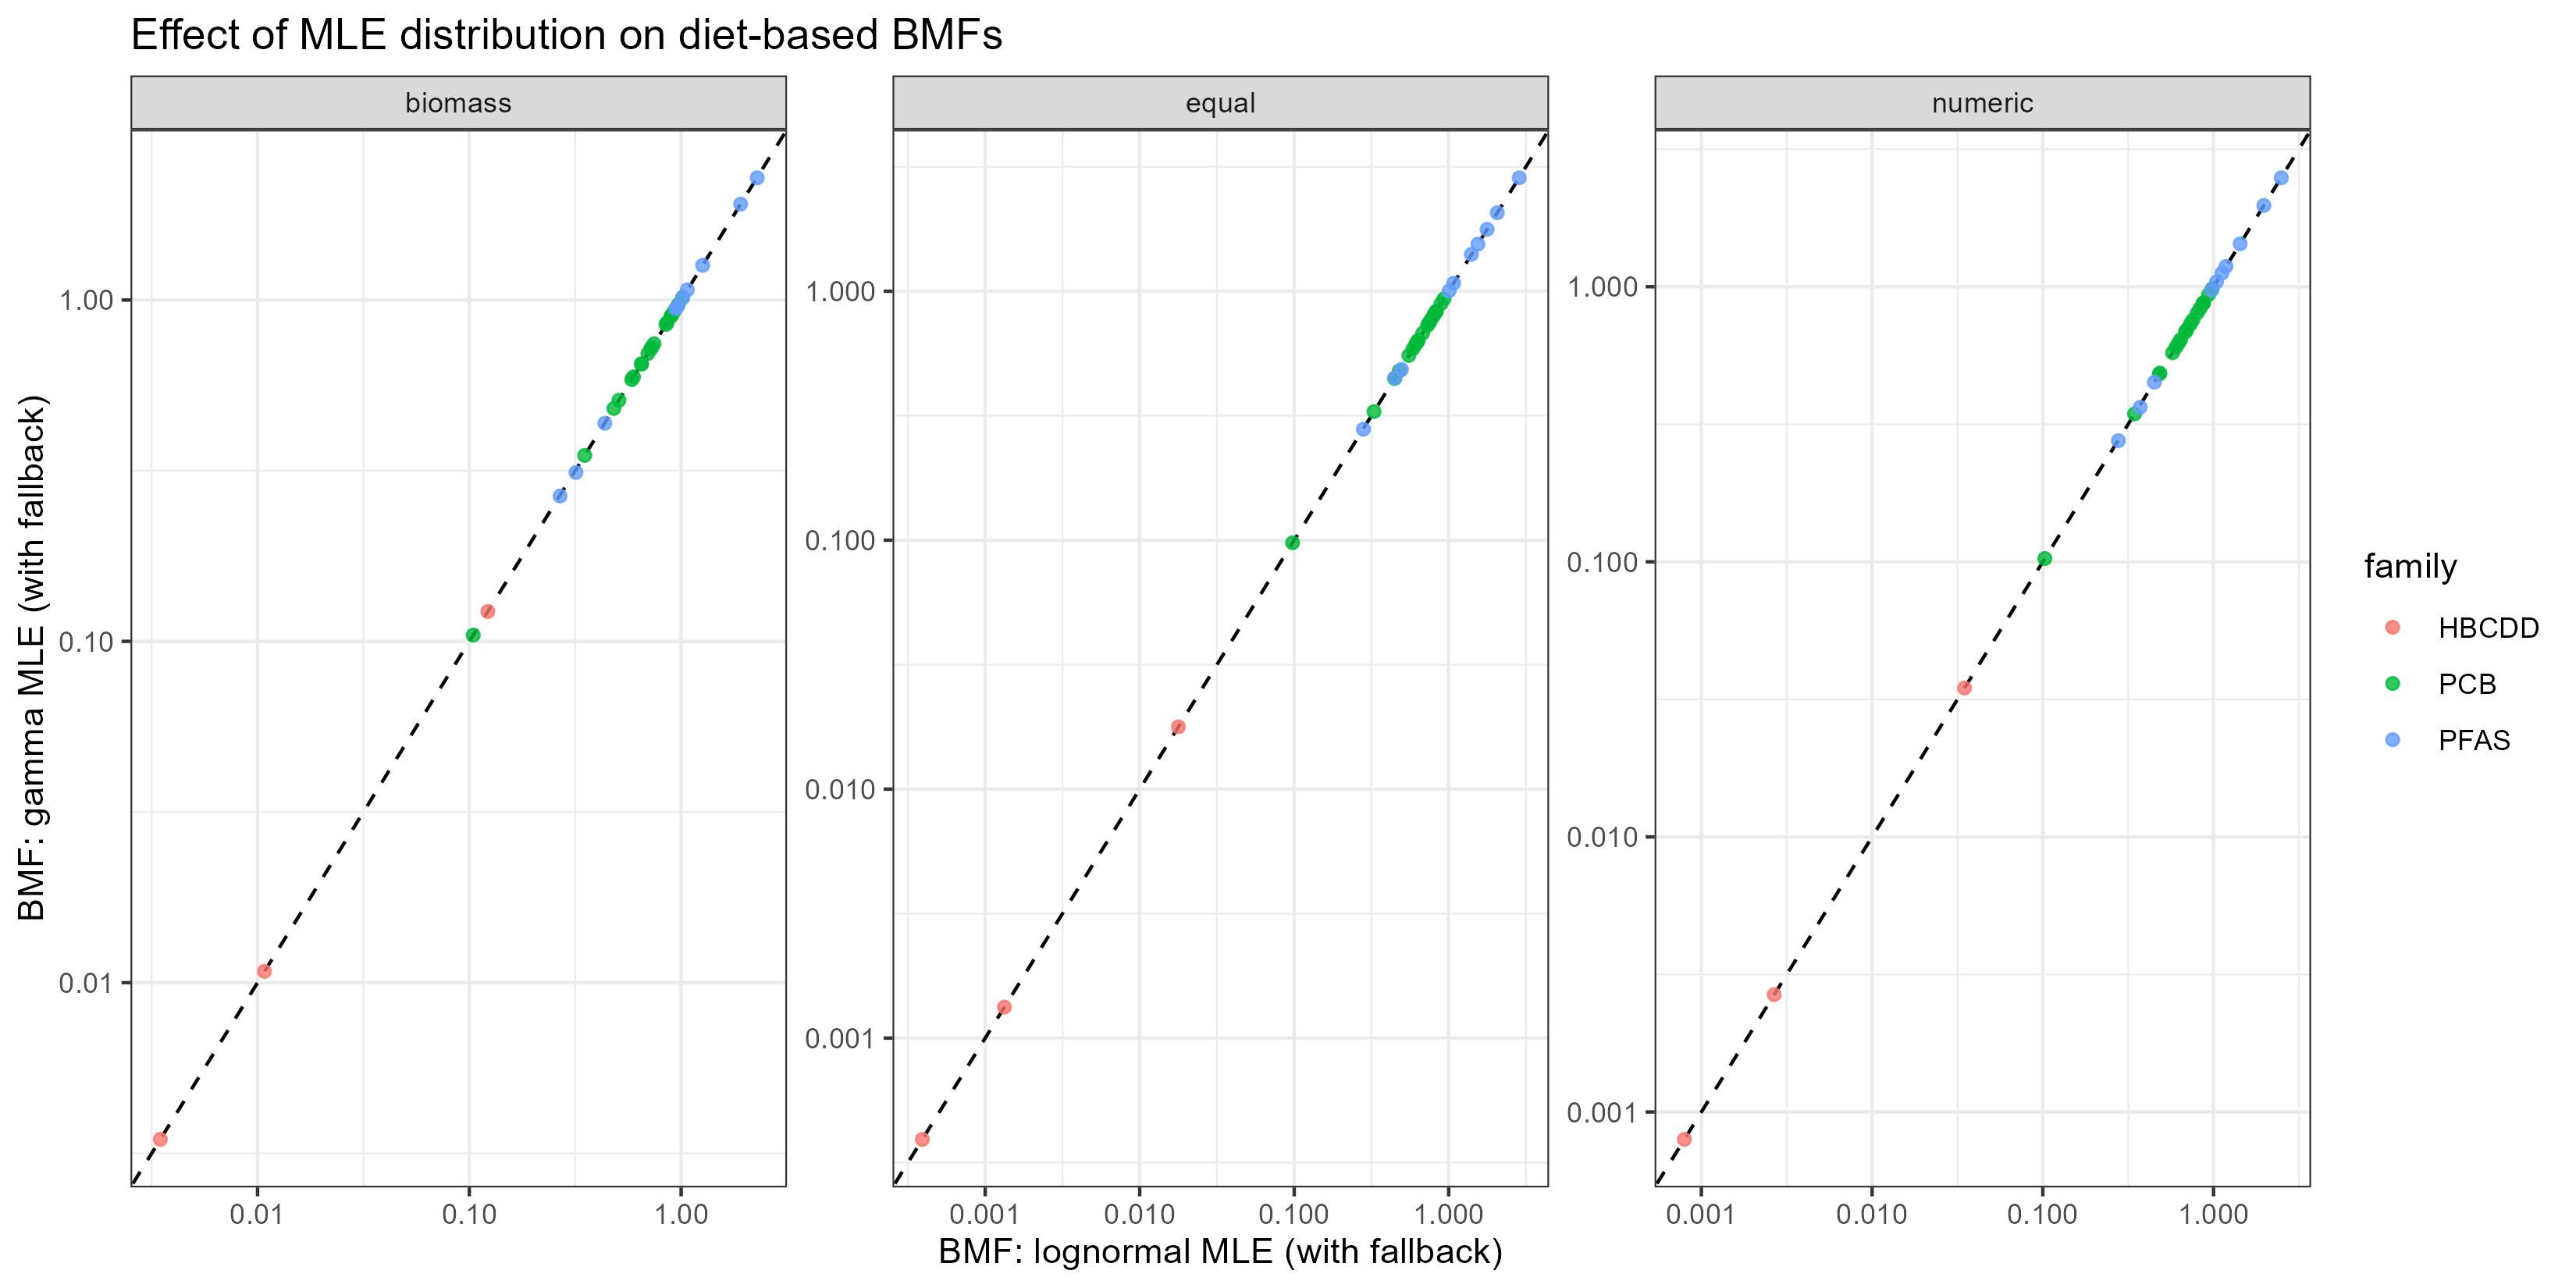 Effect of MLE distribution on diet-based BMFs
biomass
equal
numeric
BMF: gamma MLE (with fallback)
1.00
0.10
0.01
1.000
0.100
0.010
0.001
1.000
0.100
0.010
0.001
0.01
0.10
1.00
0.001
0.010
0.100
1.000
0.001
0.010
0.100
1.000
BMF: lognormal MLE (with fallback)
family
HBCDD
PCB
PFAS